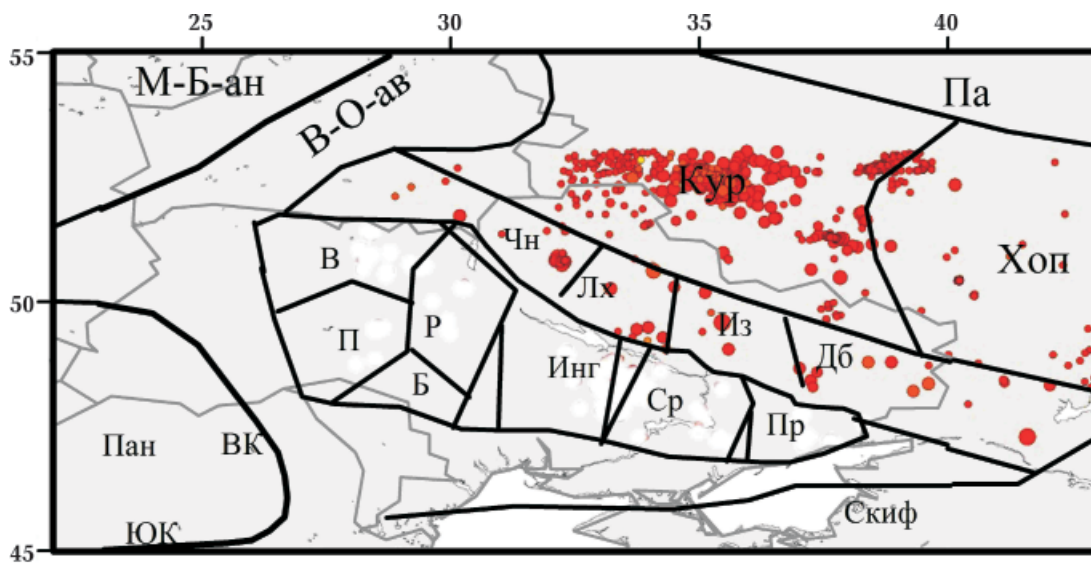 25 30 35 40
55
М-Б-ан
В-О-ав
Па
Кур
Хоп
Чн
В
50
Лх
Из
П
Р
Дб
Б
Инг
Ср
Пр
Пан
ВК
Скиф
ЮК
45